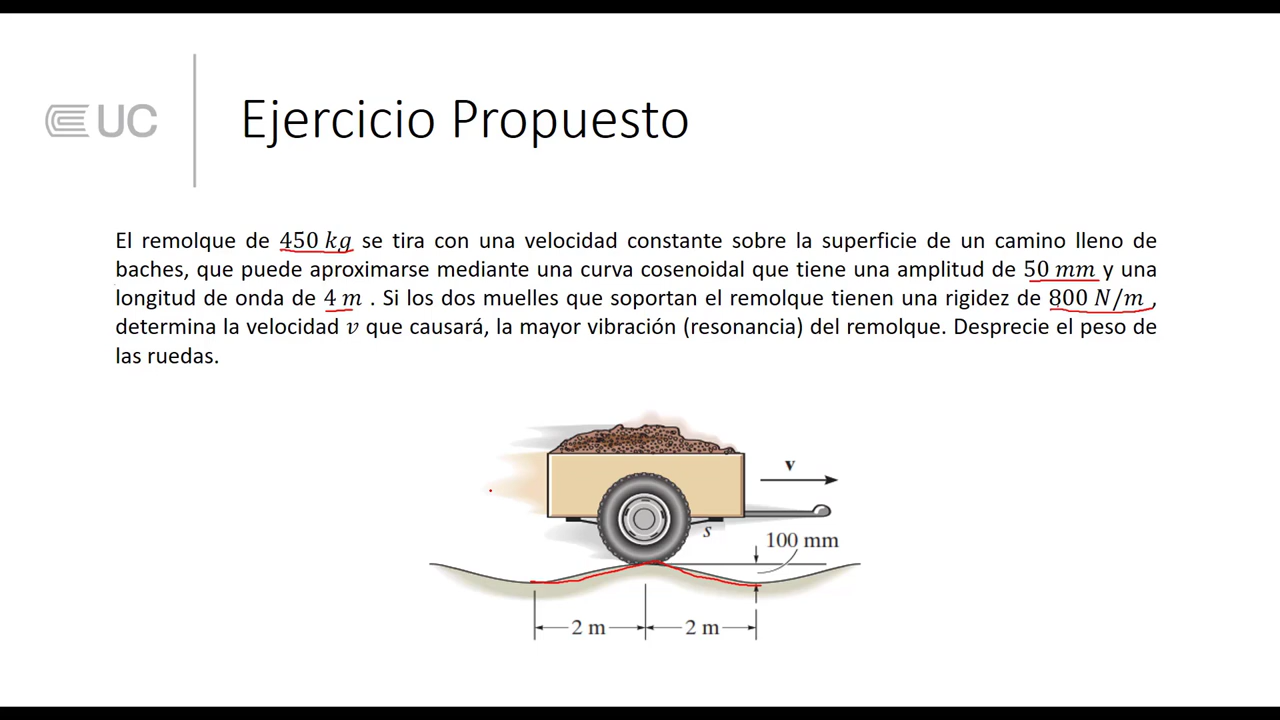 UC
Ejercicio Propuesto
El remolque de 450 kg se tira con una velocidad constante sobre la superficie de un camino lleno de
baches, que puede aproximarse mediante una curva cosenoidal que tiene una amplitud de 50 mm y una
longitud de onda de 4 m . Si los dos muelles que soportan el remolque tienen una rigidez de 800 N/m ,
determina la velocidad v que causará, la mayor vibración (resonancia) del remolque. Desprecie el peso de
las ruedas.
v
s
100 mm
2 m
2 m